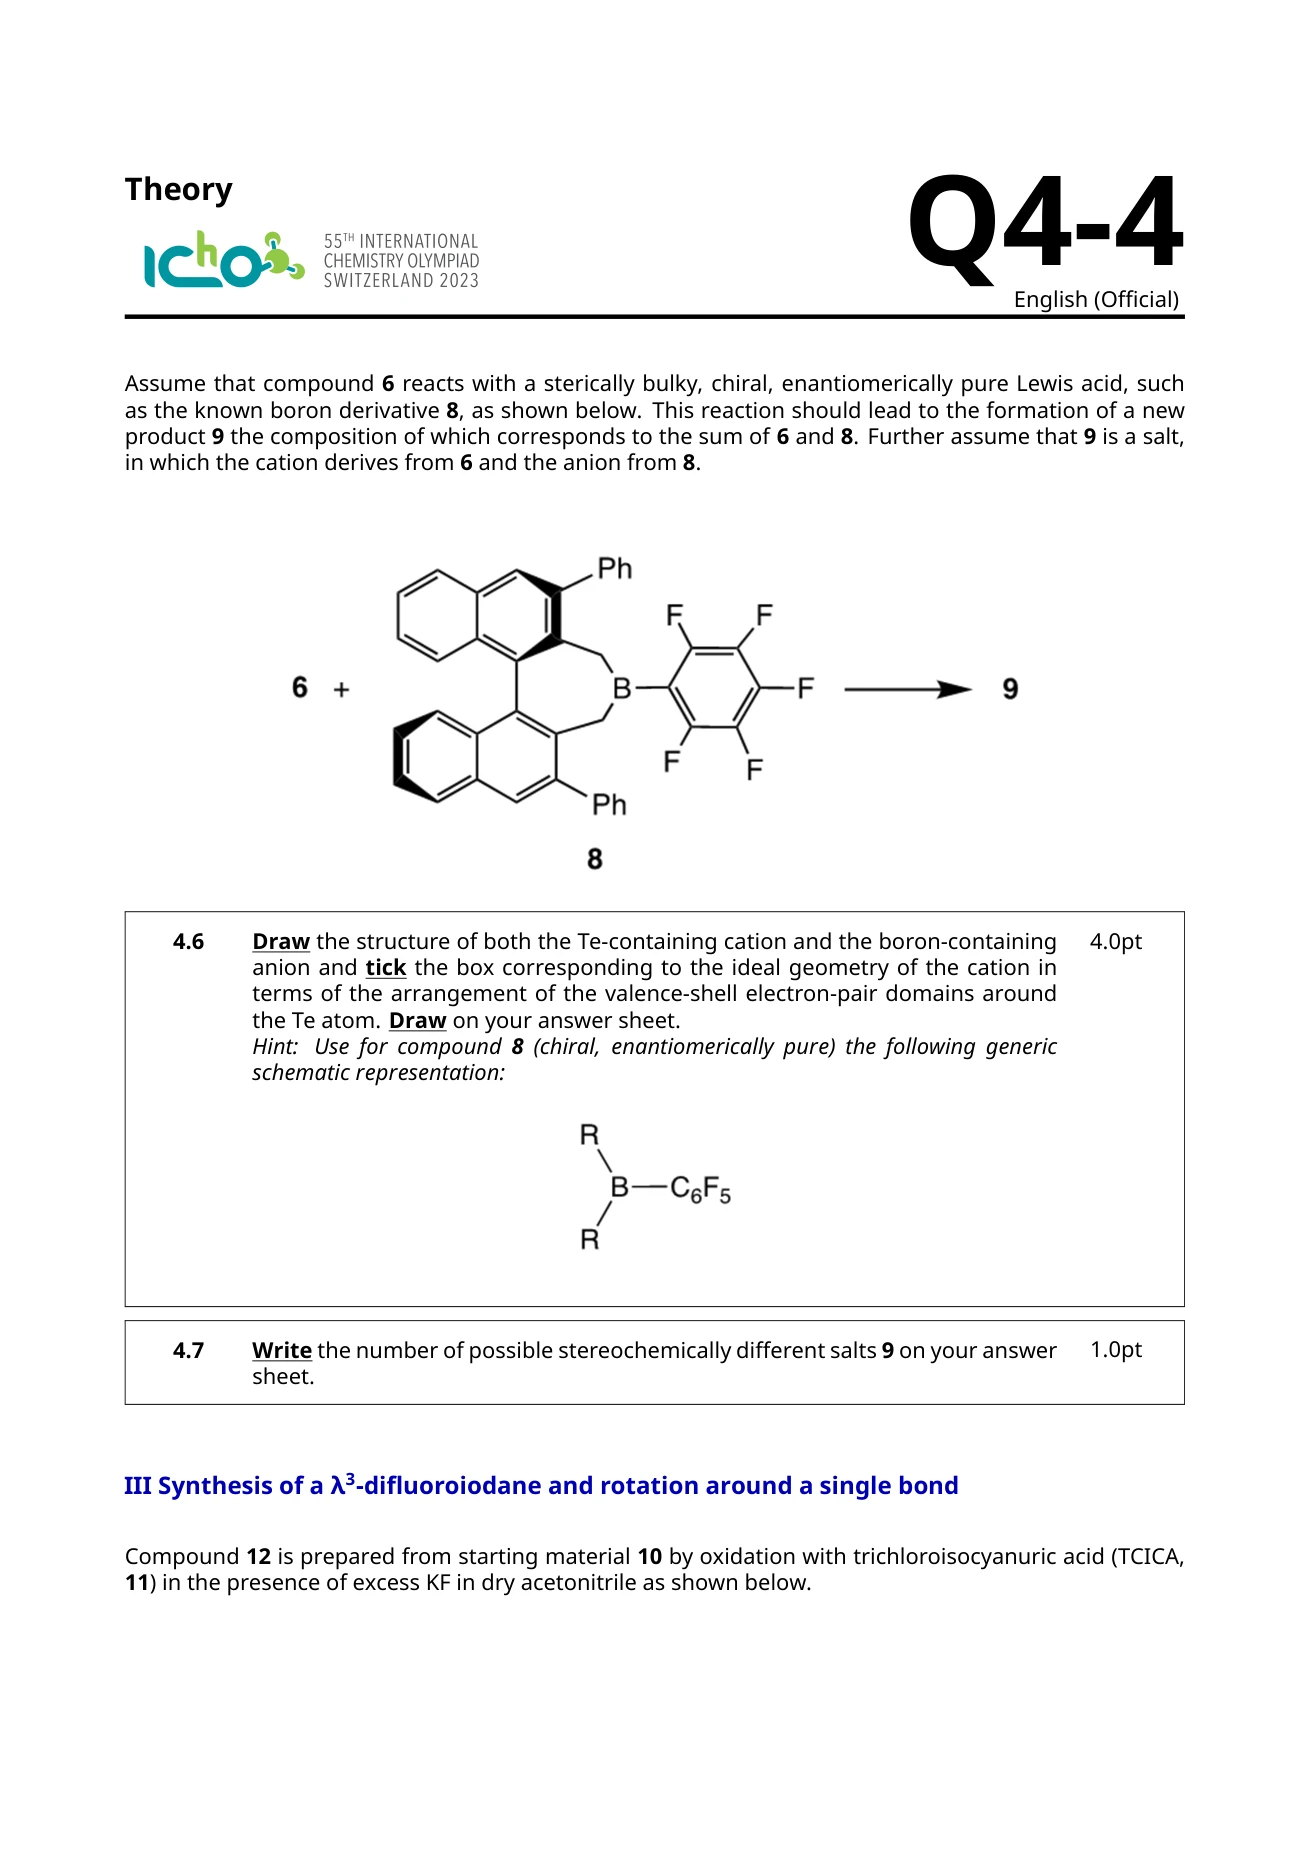 Theory
Q4-4
IChO
55TH INTERNATIONAL
CHEMISTRY OLYMPIAD
SWITZERLAND 2023
English (Official)
Assume that compound 6 reacts with a sterically bulky, chiral, enantiomerically pure Lewis acid, such
as the known boron derivative 8, as shown below. This reaction should lead to the formation of a new
product 9 the composition of which corresponds to the sum of 6 and 8. Further assume that 9 is a salt,
in which the cation derives from 6 and the anion from 8.
Ph
F F
6 + B F 9
F F
Ph
8
4.6 Draw the structure of both the Te-containing cation and the boron-containing 4.0pt
anion and tick the box corresponding to the ideal geometry of the cation in
terms of the arrangement of the valence-shell electron-pair domains around
the Te atom. Draw on your answer sheet.
Hint: Use for compound 8 (chiral, enantiomerically pure) the following generic
schematic representation:
R
B C6F5
R
4.7 Write the number of possible stereochemically different salts 9 on your answer 1.0pt
sheet.
III Synthesis of a λ³-difluoroiodane and rotation around a single bond
Compound 12 is prepared from starting material 10 by oxidation with trichloroisocyanuric acid (TCICA,
11) in the presence of excess KF in dry acetonitrile as shown below.